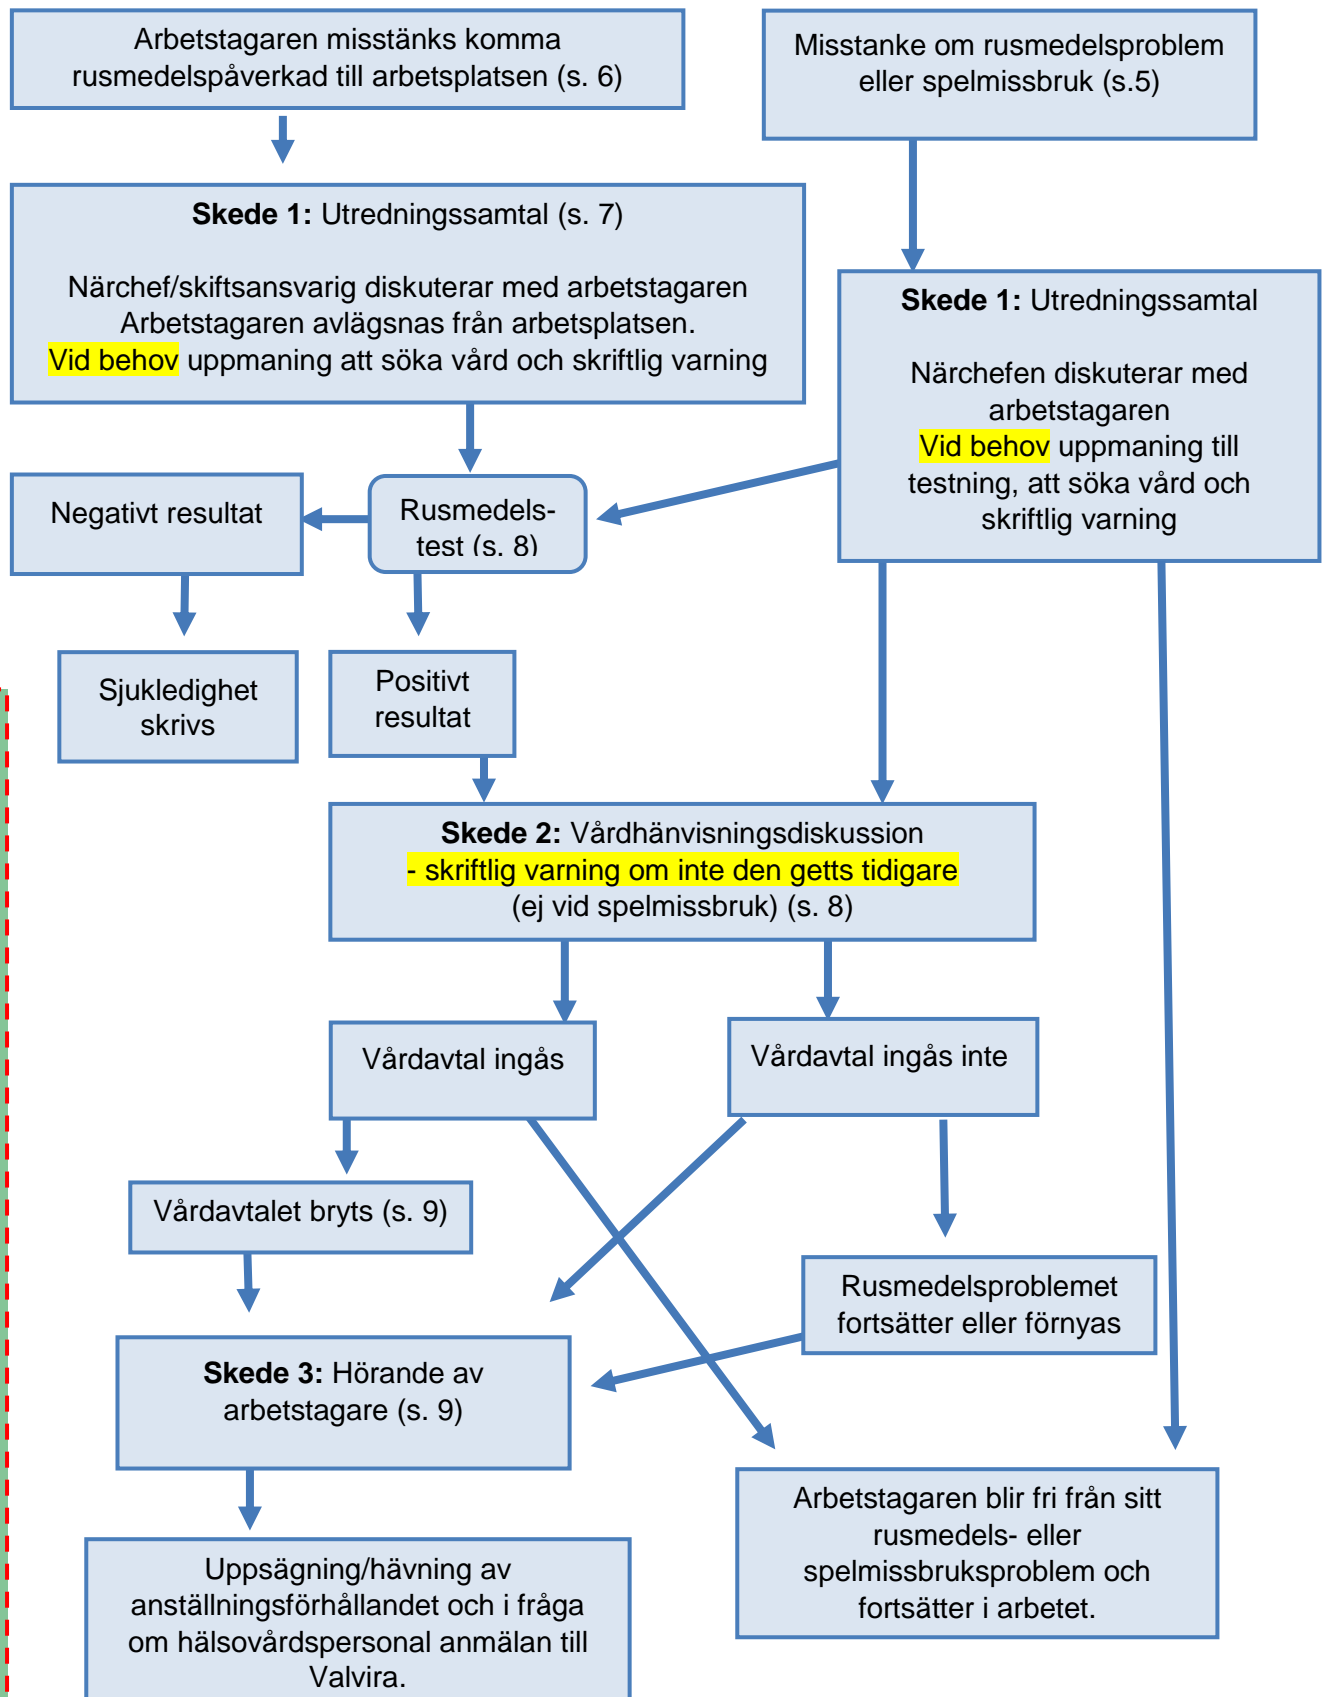 Arbetstagaren misstänks komma
rusmedelspåverkad till arbetsplatsen (s. 6)
Misstanke om rusmedelsproblem
eller spelmissbruk (s.5)
Skede 1: Utredningssamtal (s. 7)
Närchef/skiftsansvarig diskuterar med arbetstagaren
Arbetstagaren avlägsnas från arbetsplatsen.
Vid behov uppmaning att söka vård och skriftlig varning
Skede 1: Utredningssamtal
Närchefen diskuterar med
arbetstagaren
Vid behov uppmaning till
testning, att söka vård och
skriftlig varning
Negativt resultat
Rusmedels-
test (s. 8)
Sjukledighet
skrivs
Positivt
resultat
Skede 2: Vårdhänvisningsdiskussion
- skriftlig varning om inte den getts tidigare
(ej vid spelmissbruk) (s. 8)
Vårdavtal ingås
Vårdavtal ingås inte
Vårdavtalet bryts (s. 9)
Rusmedelsproblemet
fortsätter eller förnyas
Skede 3: Hörande av
arbetstagare (s. 9)
Arbetstagaren blir fri från sitt
rusmedels- eller
spelmissbruksproblem och
fortsätter i arbetet.
Uppsägning/hävning av
anställningsförhållandet och i fråga
om hälsovårdspersonal anmälan till
Valvira.